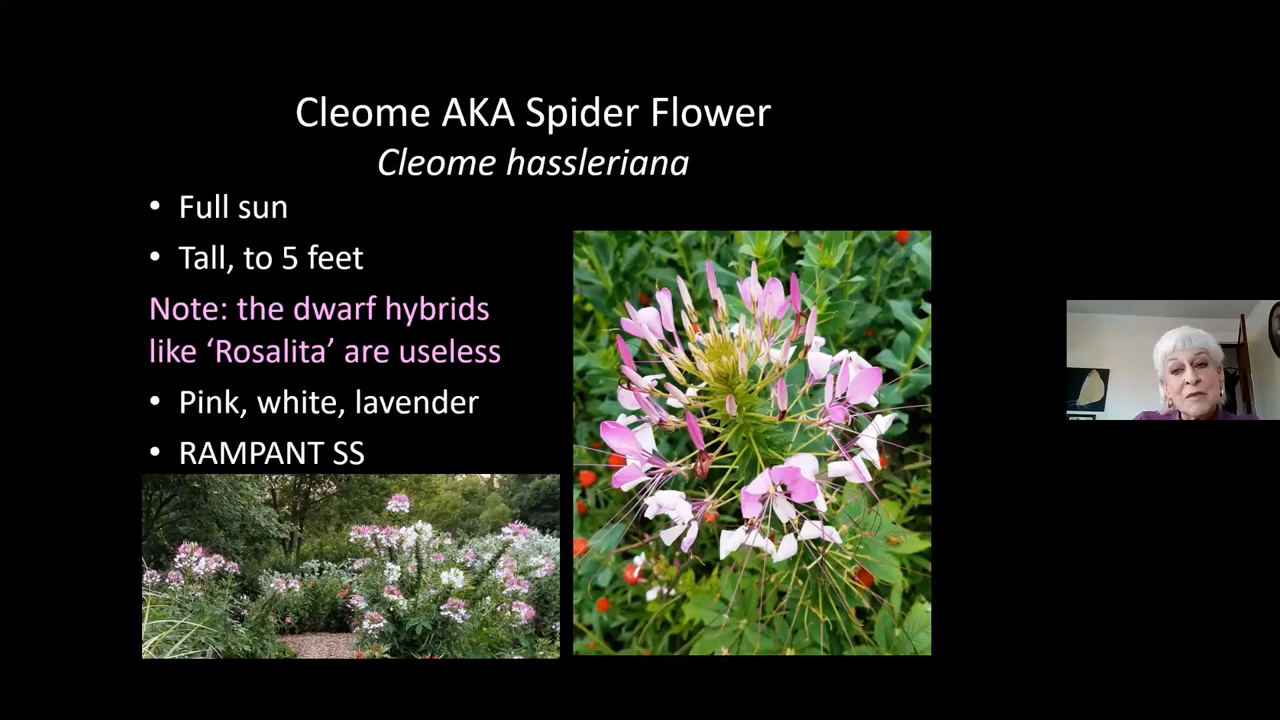 Cleome AKA Spider Flower
Cleome hassleriana
• Full sun
• Tall, to 5 feet
Note: the dwarf hybrids
like ‘Rosalita’ are useless
• Pink, white, lavender
• RAMPANT SS